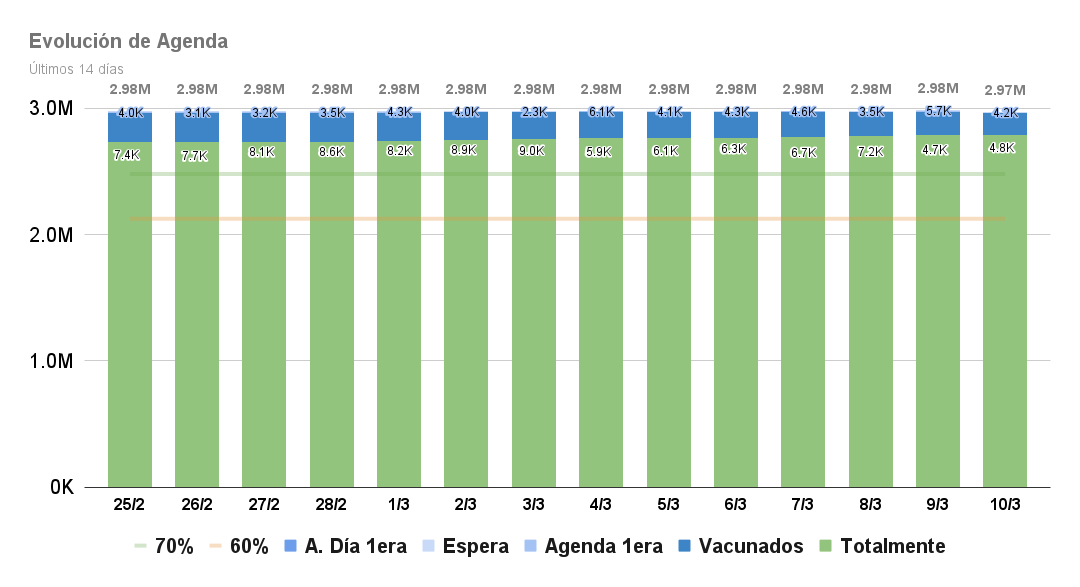 Evolución de Agenda
Últimos 14 días
2.98M 2.98M 2.98M 2.98M 2.98M 2.98M 2.98M 2.98M 2.98M 2.98M 2.98M 2.98M 2.98M 2.97M
3.0M
4.0K 3.1K 3.2K 3.5K 4.3K 4.0K 2.3K 6.1K 4.1K 4.3K 4.6K 3.5K 5.7K 4.2K
7.4K 7.7K 8.1K 8.6K 8.2K 8.9K 9.0K 5.9K 6.1K 6.3K 6.7K 7.2K 4.7K 4.8K
2.0M
1.0M
0K
25/2 26/2 27/2 28/2 1/3 2/3 3/3 4/3 5/3 6/3 7/3 8/3 9/3 10/3
70% 60% A. Día 1era Espera Agenda 1era Vacunados Totalmente